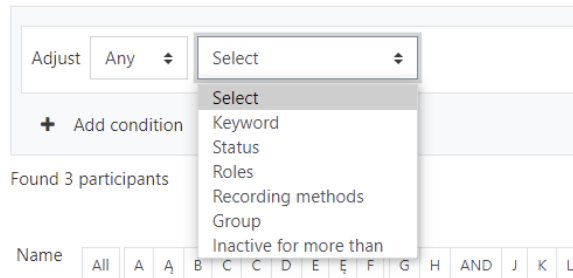 Adjust Any Select
Select
Keyword
Status
Roles
Recording methods
Group
Inactive for more than
Add condition
Found 3 participants
Name All A Ą B C C D E Ę F G H AND J K L